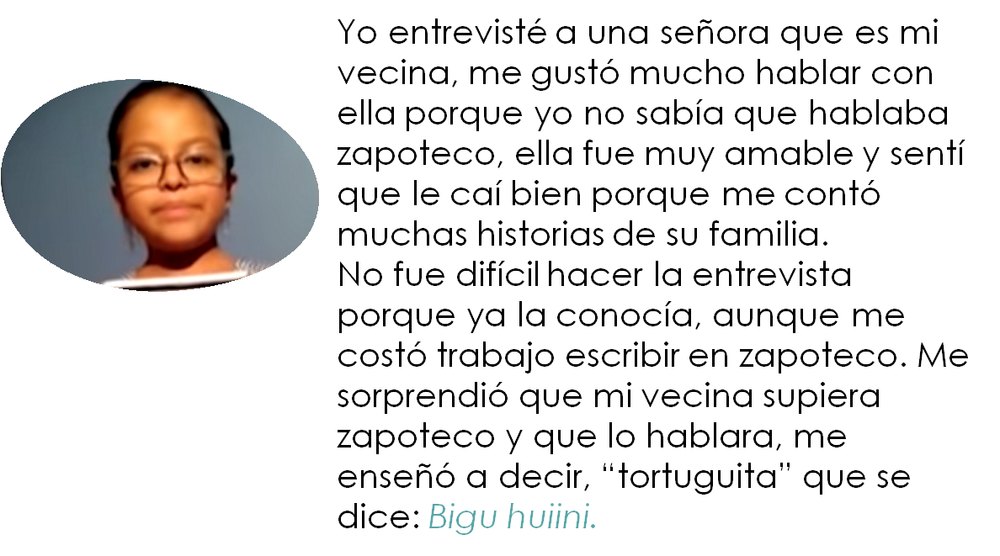 Yo entrevisté a una señora que es mi
vecina, me gustó mucho hablar con
ella porque yo no sabía que hablaba
zapoteco, ella fue muy amable y sentí
que le caí bien porque me contó
muchas historias de su familia.
No fue difícil hacer la entrevista
porque ya la conocía, aunque me
costó trabajo escribir en zapoteco. Me
sorprendió que mi vecina supiera
zapoteco y que lo hablara, me
enseñó a decir, “tortuguita” que se
dice: Bigu huiini.